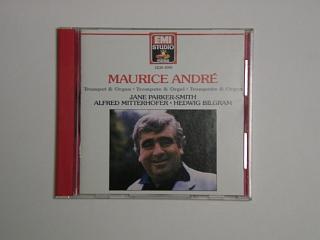 EMI
STUDIO
MAURICE ANDRÉ
Trumpet & Organ • Trompete & Orgel • Trompette & Orgue
JANE PARKER-SMITH
ALFRED MITTERHOFER • HEDWIG BILGRAM